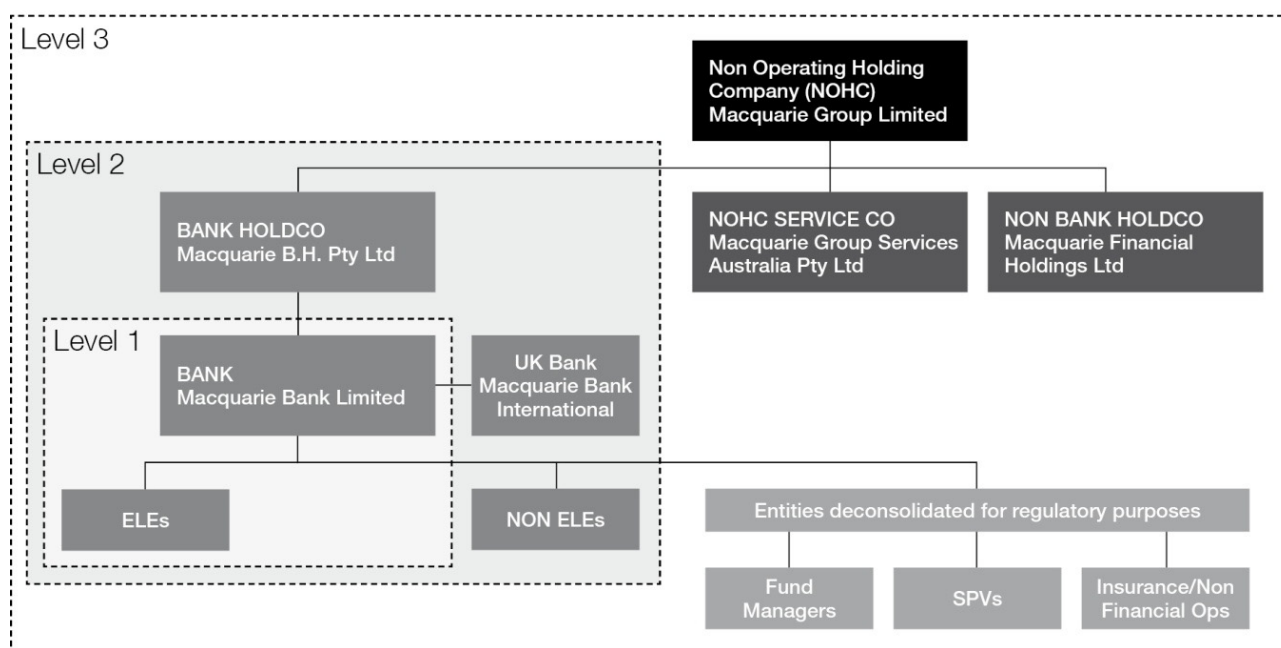 Level 3
Non Operating Holding
Company (NOHC)
Macquarie Group Limited
Level 2
BANK HOLDCO
Macquarie B.H. Pty Ltd
NOHC SERVICE CO
Macquarie Group Services
Australia Pty Ltd
NON BANK HOLDCO
Macquarie Financial
Holdings Ltd
Level 1
BANK
Macquarie Bank Limited
UK Bank
Macquarie Bank
International
ELEs
NON ELEs
Entities deconsolidated for regulatory purposes
Fund
Managers
SPVs
Insurance/Non
Financial Ops